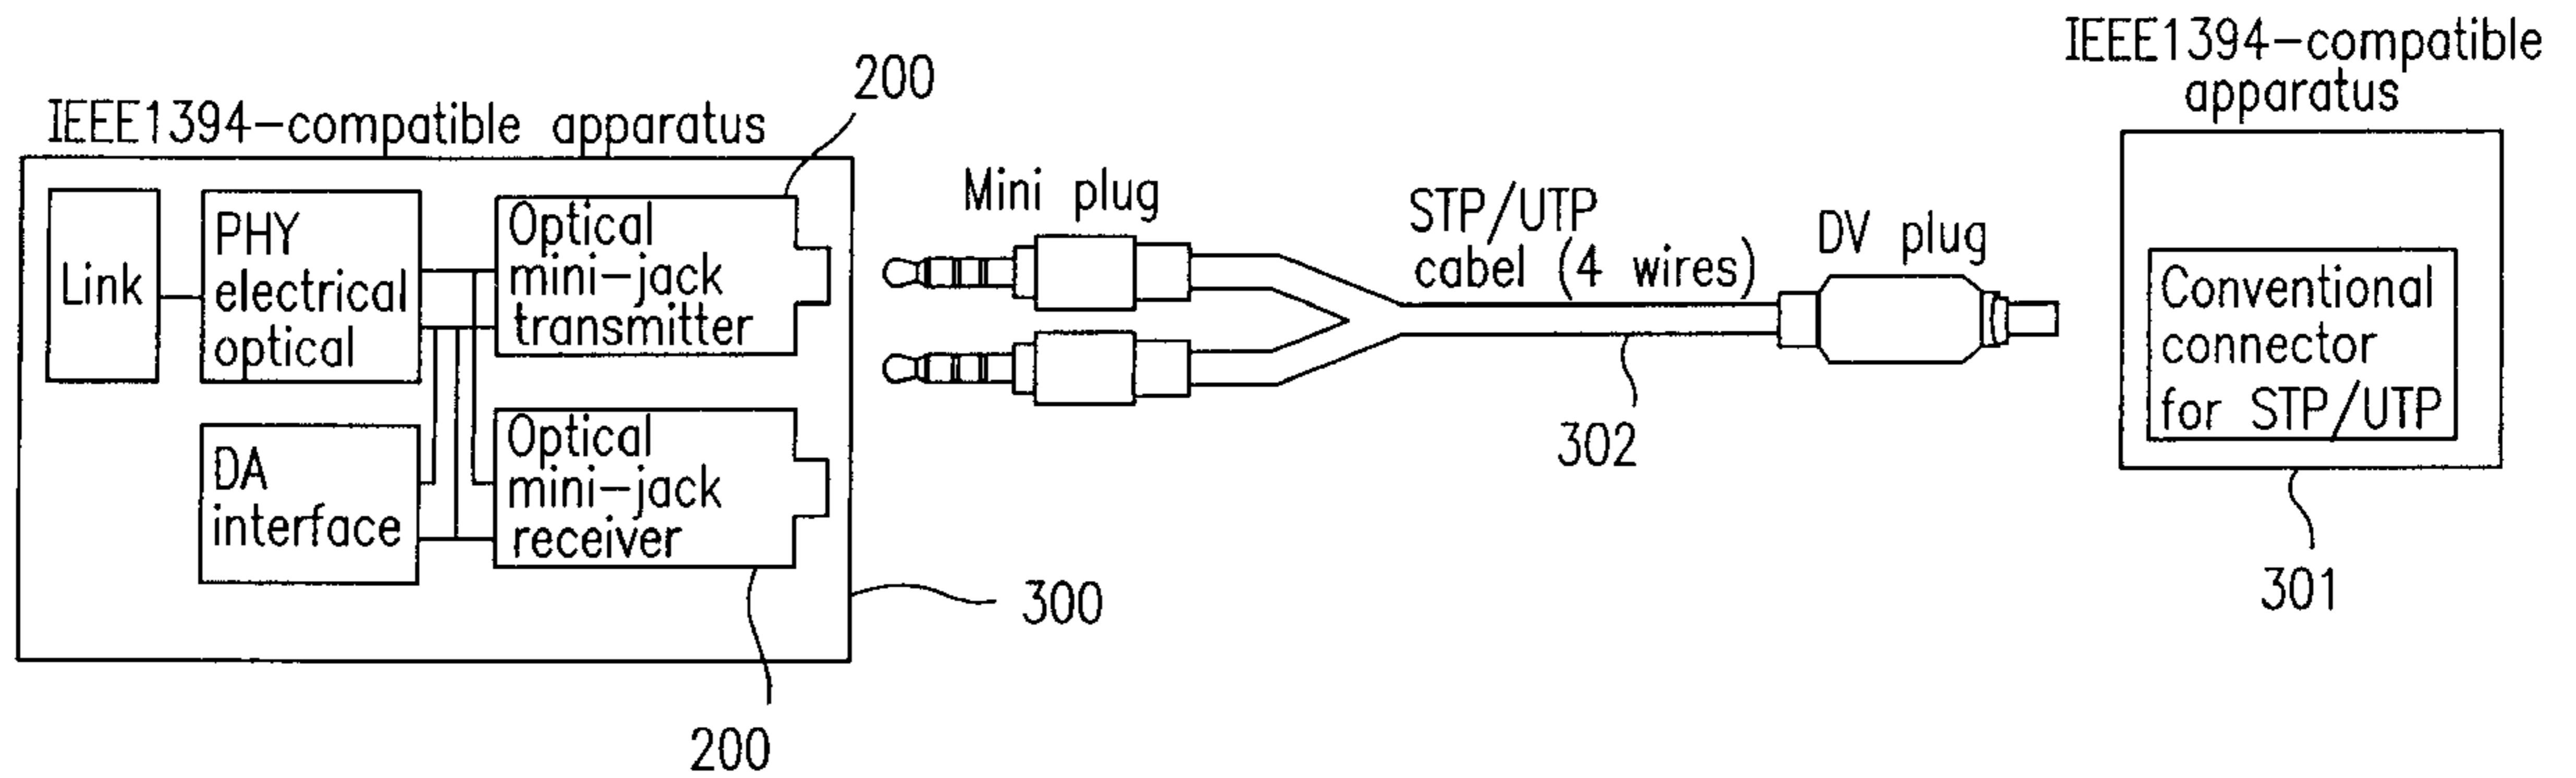 IEEE1394-compatible apparatus
200
Link
PHY
electrical
optical
Optical
mini-jack
transmitter
DA
interface
Optical
mini-jack
receiver
200
300
Mini plug
STP/UTP
cabel (4 wires)
302
DV plug
IEEE1394-compatible
apparatus
Conventional
connector
for STP/UTP
301